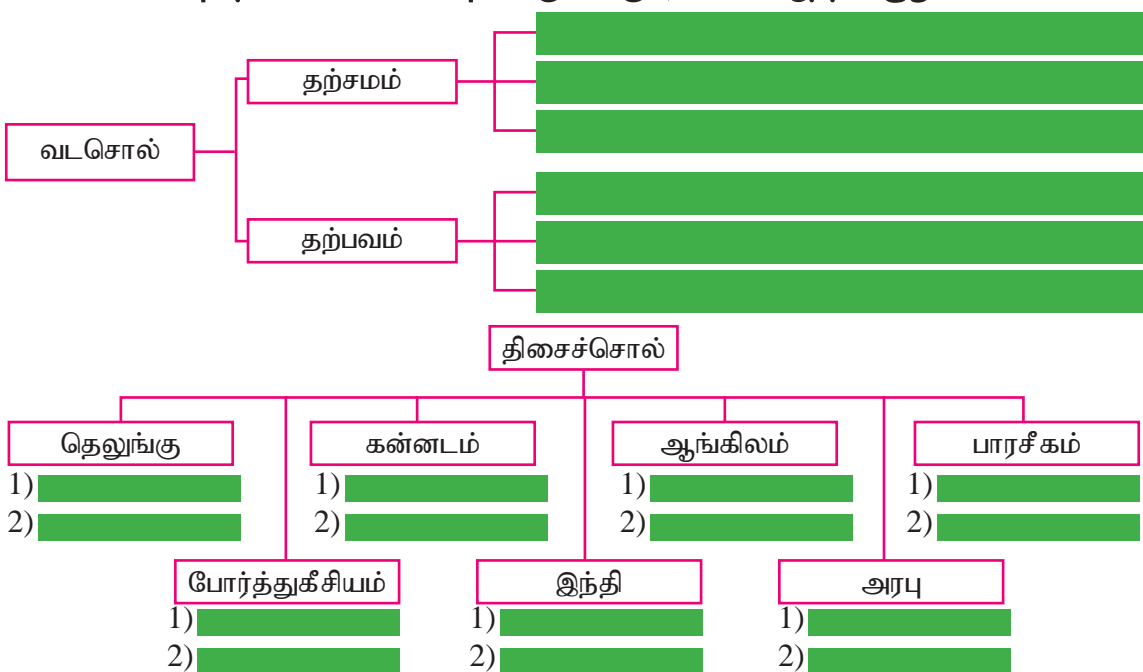 தற்சமம்
வடசொல்
தற்பவம்
திசைச்சொல்
தெலுங்கு கன்னடம் ஆங்கிலம் பாரசீகம்
1) 1) 1) 1)
2) 2) 2) 2)
போர்த்துகீசியம் இந்தி அரபு
1) 1) 1)
2) 2) 2)